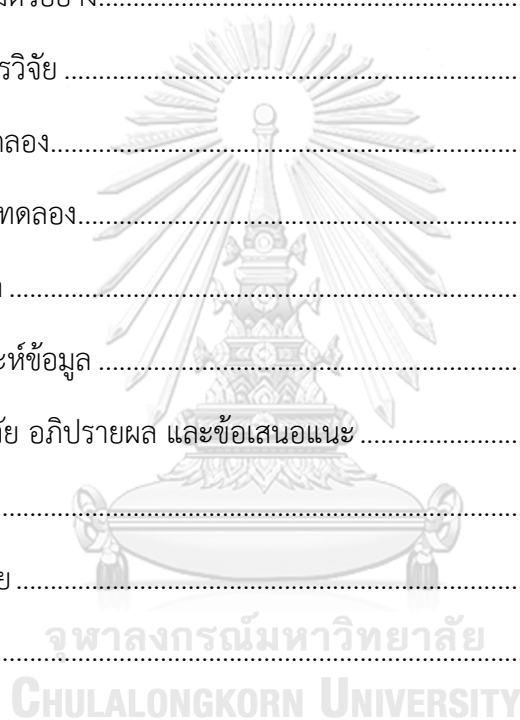 รวิจัย ................................................................
ลอง................................................................
ทดลอง................................................................
ะห์ข้อมูล ................................................................
ัย อภิปรายผล และข้อเสนอแนะ ................................
ย ................................................................
จุฬาลงกรณ์มหาวิทยาลัย
CHULALONGKORN UNIVERSITY